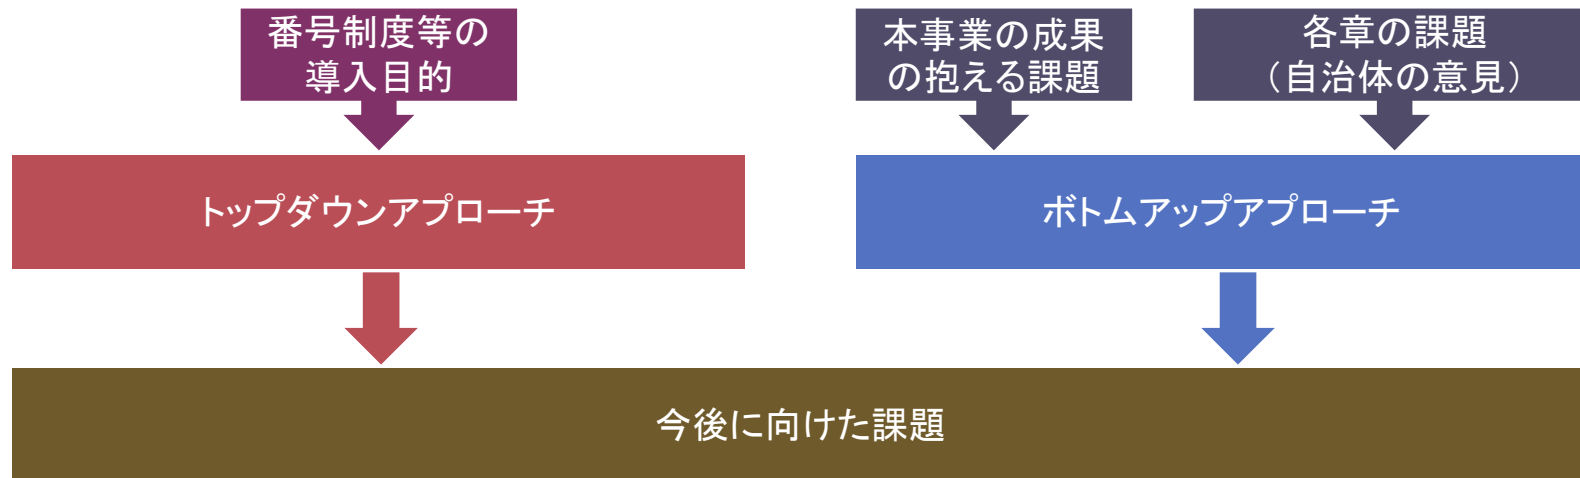 番号制度等の
導入目的
本事業の成果
の抱える課題
各章の課題
（自治体の意見）
トップダウンアプローチ
ボトムアップアプローチ
今後に向けた課題